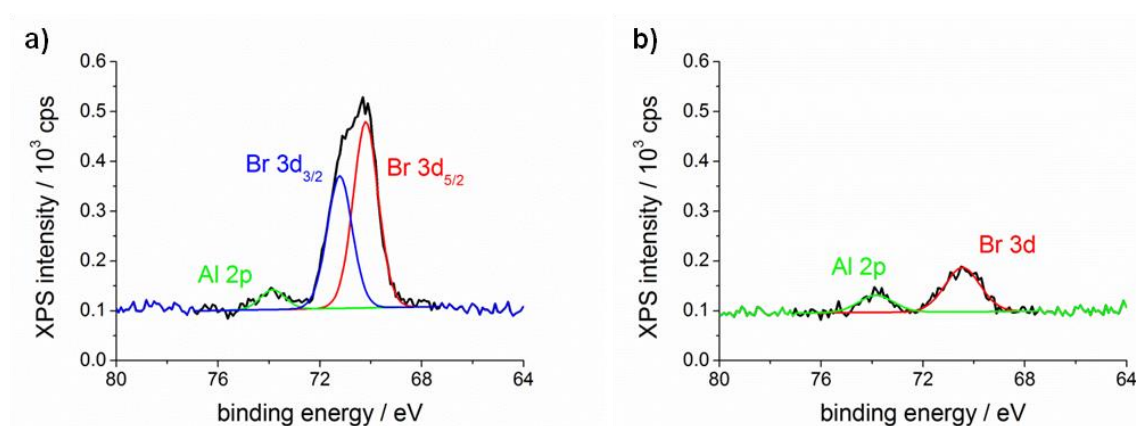 a)
0.6
0.5
0.4
0.3
0.2
0.1
0.0
XPS intensity / 10³ cps
Br 3d₃/₂
Br 3d₅/₂
Al 2p
80 76 72 68 64
binding energy / eV
b)
0.6
0.5
0.4
0.3
0.2
0.1
0.0
XPS intensity / 10³ cps
Al 2p
Br 3d
80 76 72 68 64
binding energy / eV